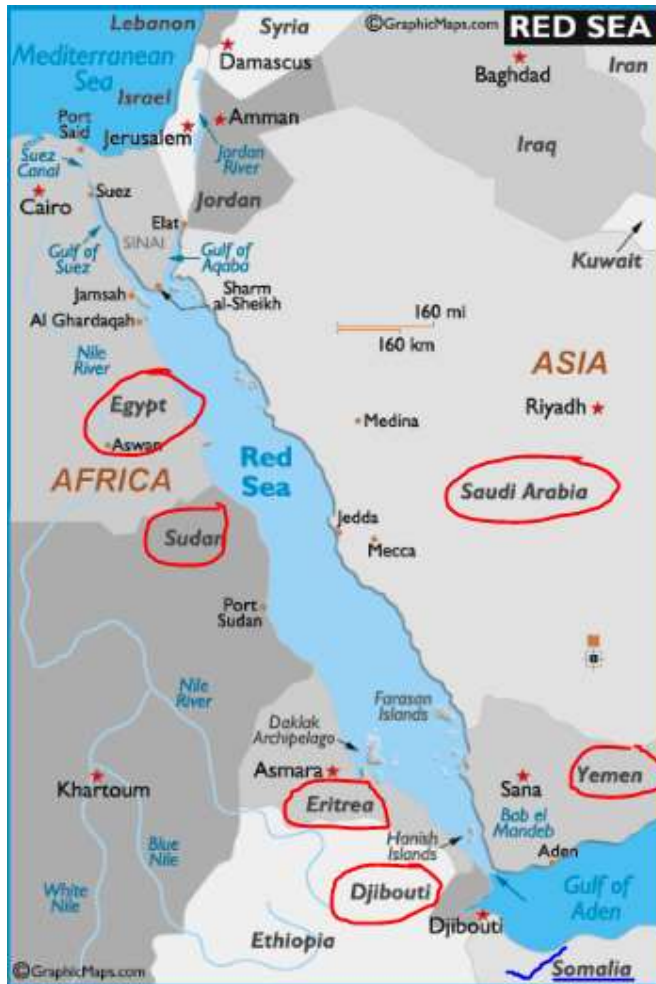 Lebanon
Syria
©GraphicMaps.com
RED SEA
Mediterranean
Sea
Damascus
Baghdad
Iran
Israel
Port
Said
Amman
Jerusalem
Suez
Canal
Jordan
River
Iraq
Suez
Cairo
Jordan
Elat
SINAI
Gulf of
Suez
Gulf of
Aqaba
Kuwait
Sharm
al-Sheikh
Jamsah
Al Ghardaqah
160 mi
160 km
Nile
River
ASIA
Egypt
Riyadh
Medina
Aswan
Red
Sea
AFRICA
Saudi Arabia
Sudan
Jedda
Mecca
Port
Sudan
Nile
River
Farasan
Islands
Daklak
Archipelago
Asmara
Khartoum
Sana
Yemen
Eritrea
Bab el
Mandeb
Hanish
Islands
Blue
Nile
Aden
White
Nile
Djibouti
Gulf of
Aden
Djibouti
Ethiopia
Somalia
©GraphicMaps.com